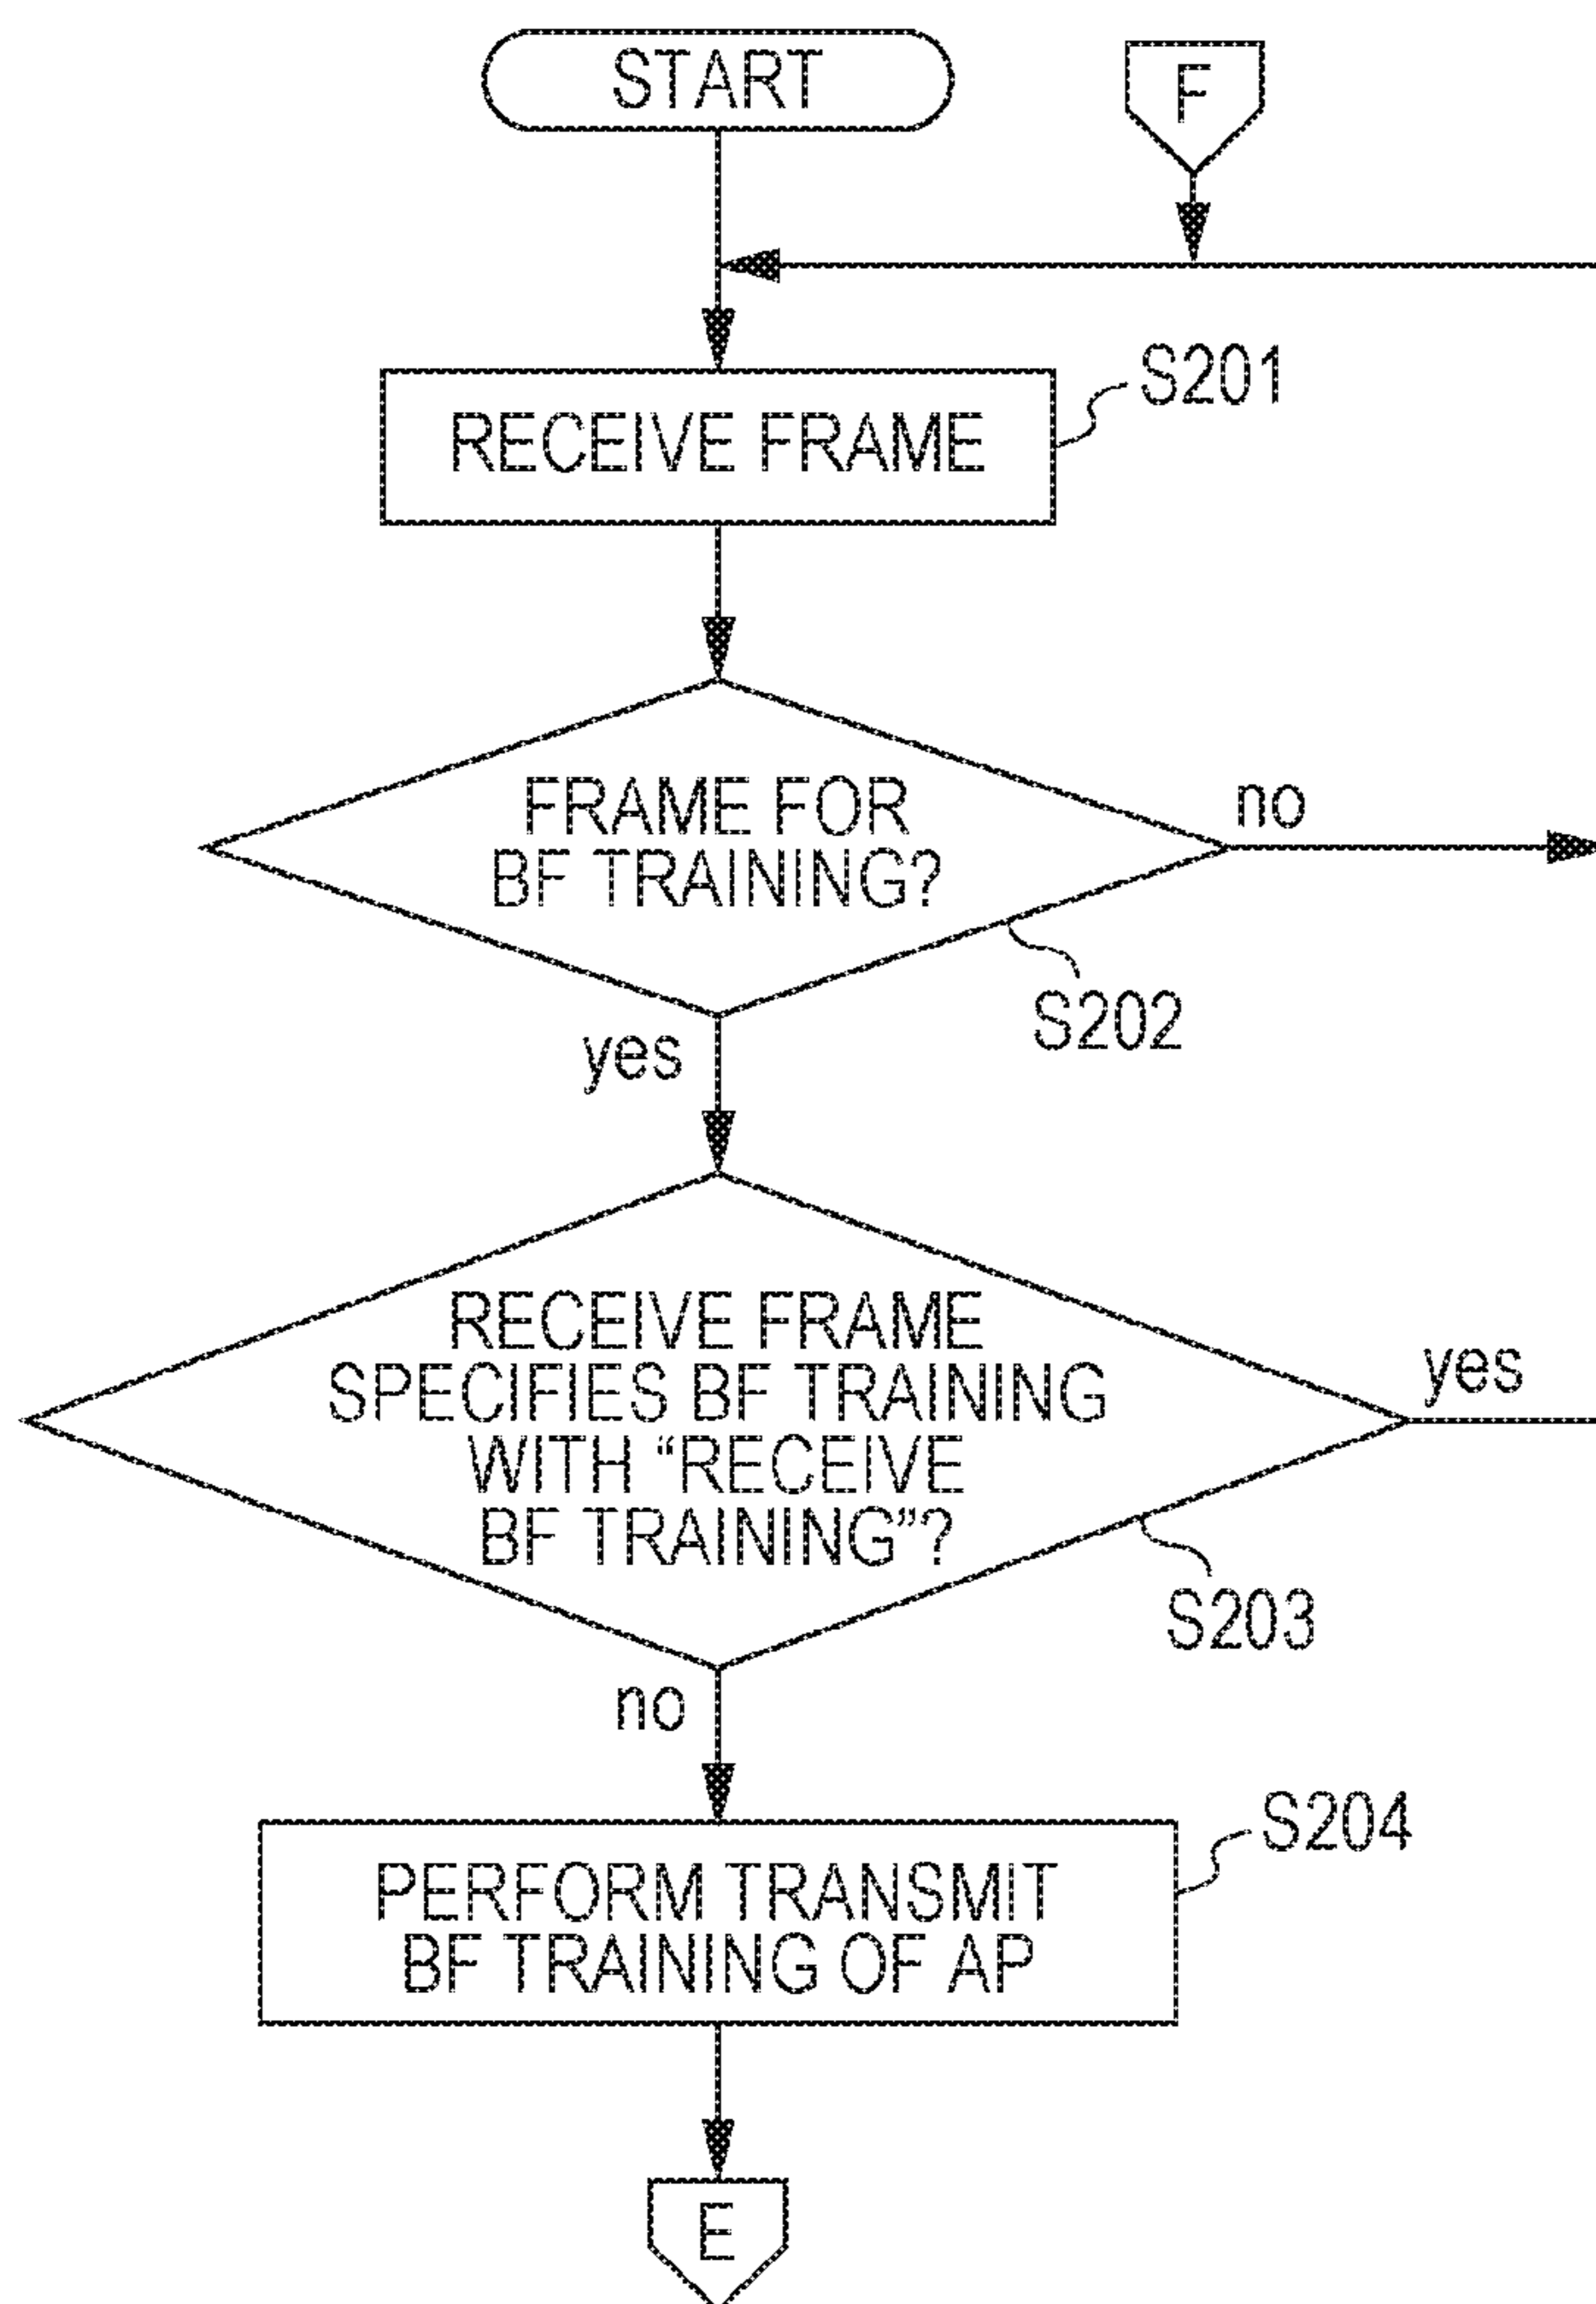 START
F
S201
RECEIVE FRAME
FRAME FOR
BF TRAINING?
no
S202
yes
RECEIVE FRAME
SPECIFIES BF TRAINING
WITH “RECEIVE
BF TRAINING”?
yes
S203
no
S204
PERFORM TRANSMIT
BF TRAINING OF AP
E